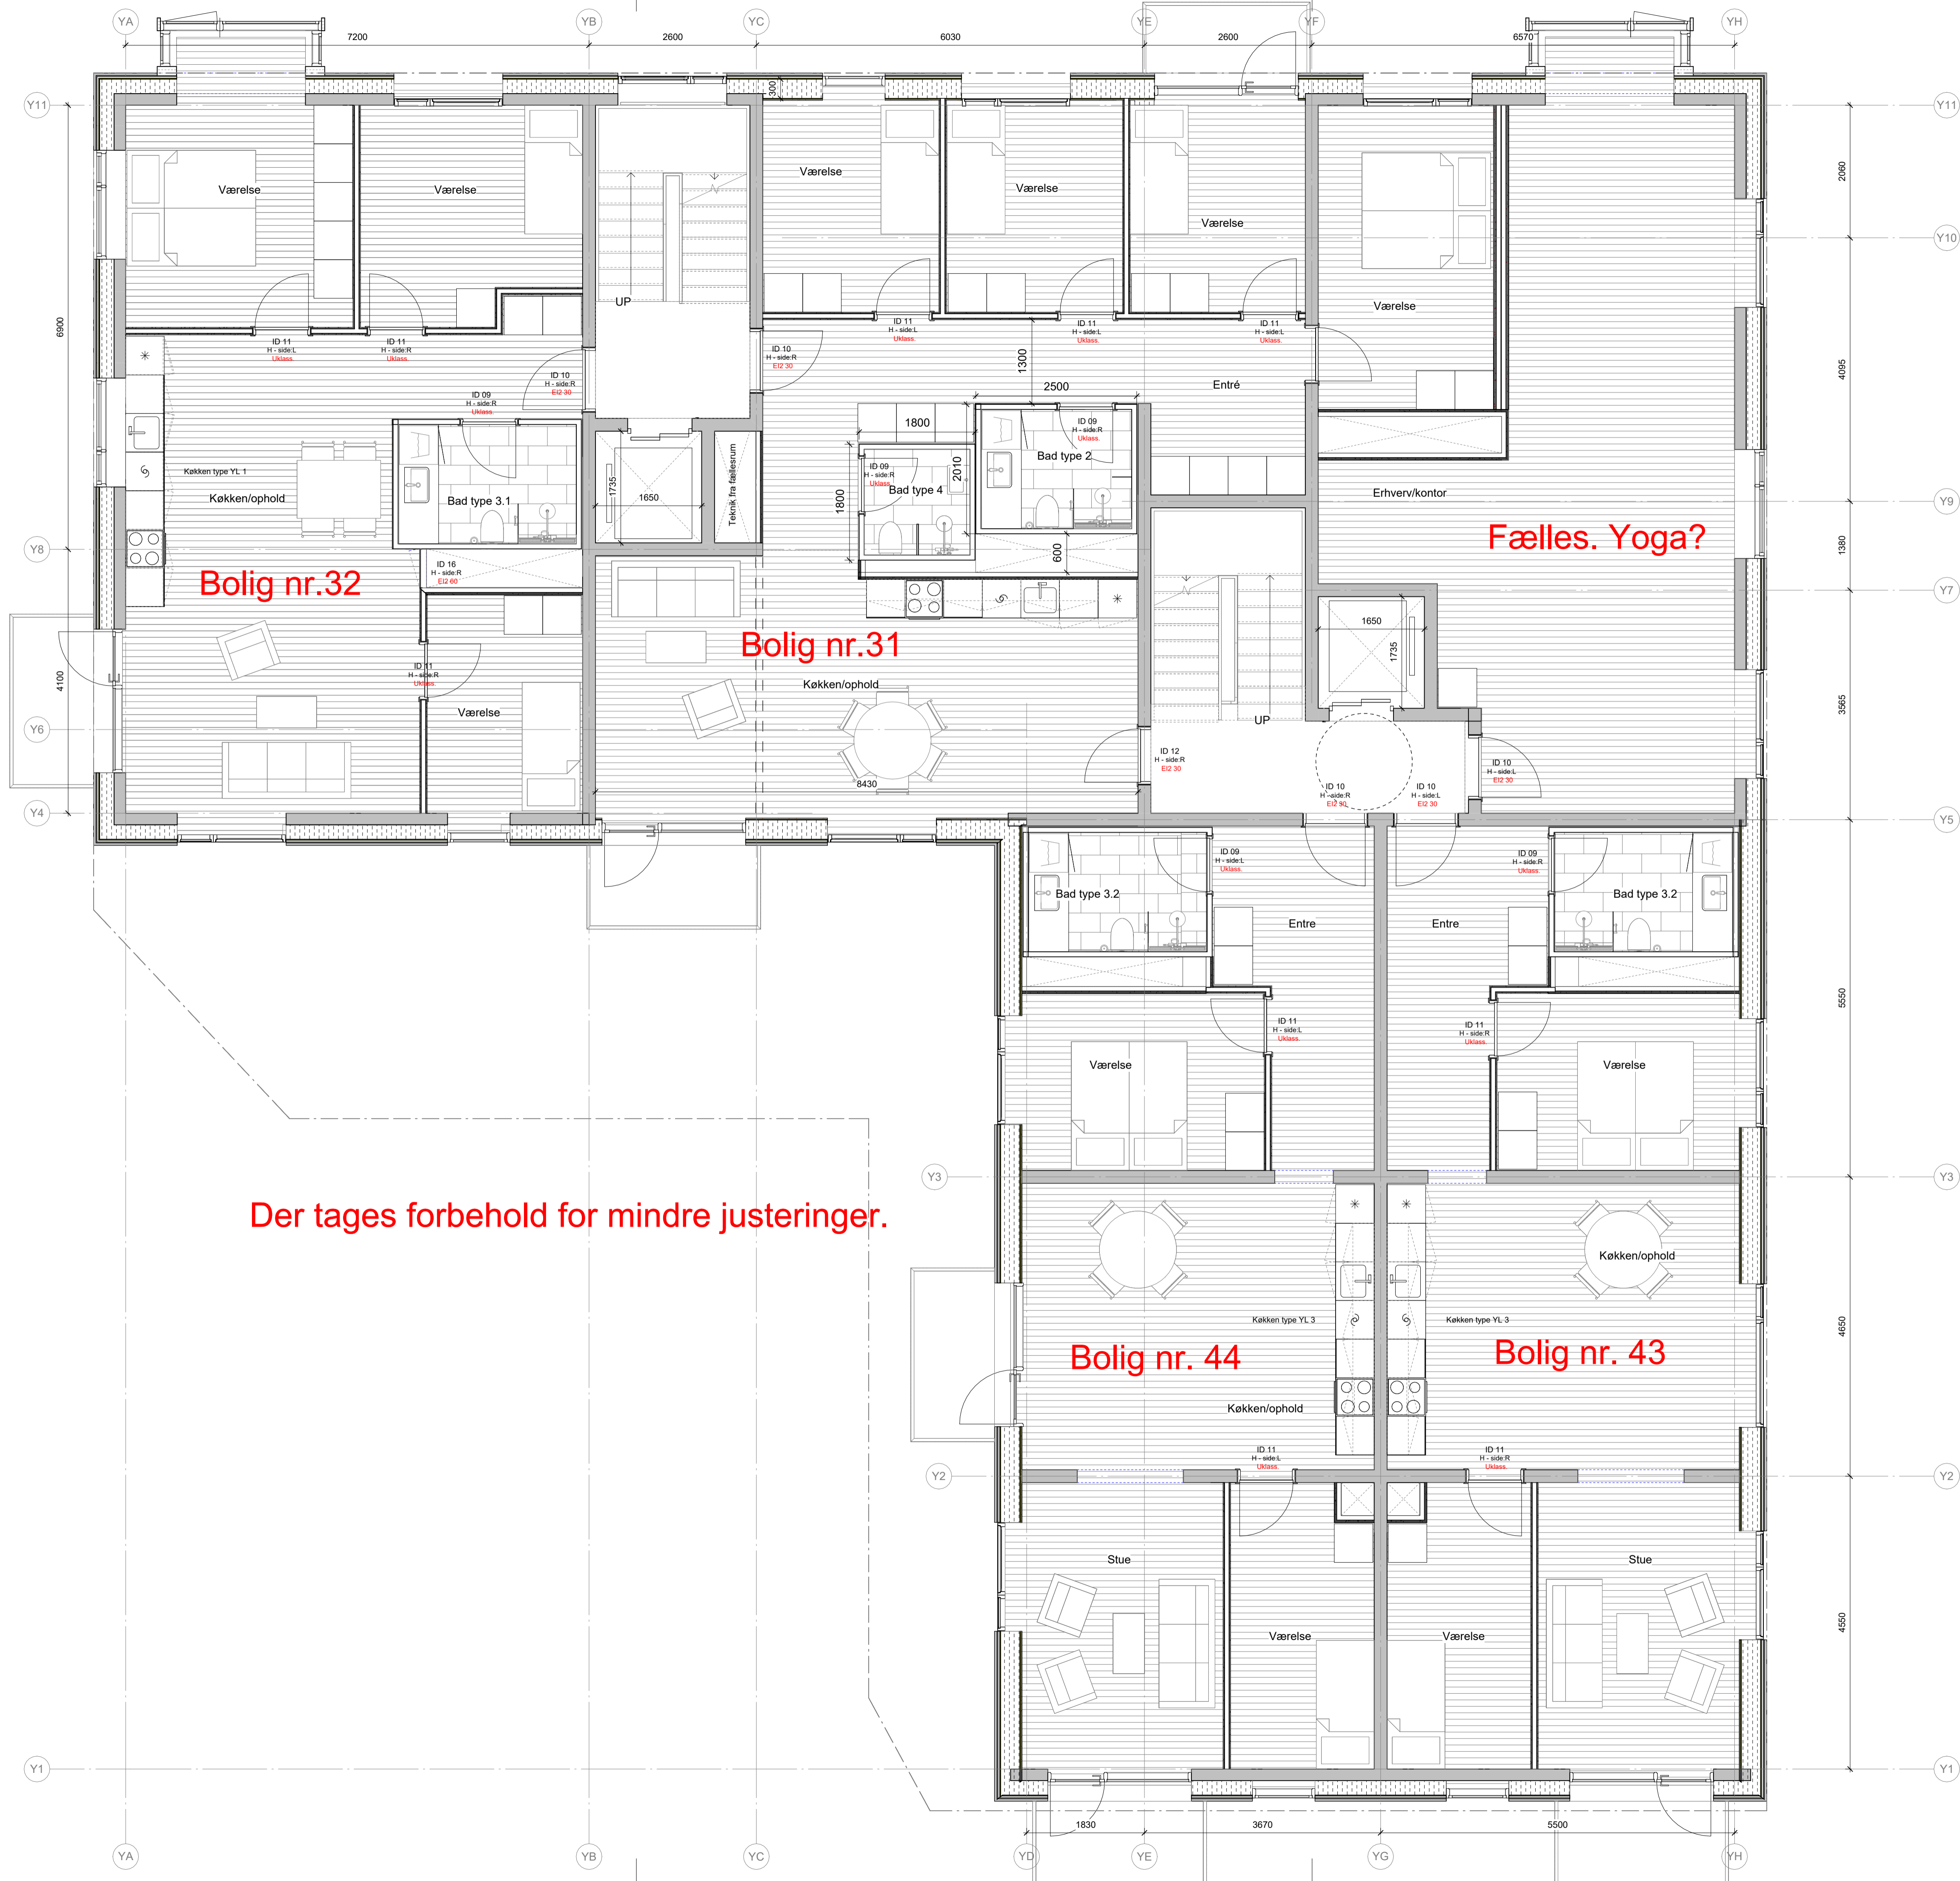 YA
YB
YC
YE
YF
YH
7200
2600
6030
2600
6570
Y11
Y11
300
2060
Værelse
Værelse
Værelse
Værelse
Værelse
Y10
UP
Værelse
6900
ID 11
H - side:L
Uklass.
ID 11
H - side:R
Uklass.
ID 10
H - side:R
EI2 30
ID 10
H - side:R
EI2 30
ID 11
H - side:L
Uklass.
ID 11
H - side:L
Uklass.
ID 11
H - side:L
Uklass.
1300
4095
2500
Entré
ID 09
H - side:R
Uklass.
1800
ID 09
H - side:R
Uklass.
Bad type 2
2010
ID 09
H - side:R
Uklass.
Bad type 4
1800
600
Køkken type YL 1
Køkken/ophold
Bad type 3.1
1735
1650
Teknik fra fællesrum
Erhverv/kontor
Y9
Fælles. Yoga?
1380
Y8
ID 16
H - side:R
EI2 60
Bolig nr.32
Y7
1650
1735
Bolig nr.31
4100
ID 11
H - side:R
Uklass.
Køkken/ophold
Værelse
3565
UP
Y6
ID 12
H - side:R
EI2 30
ID 10
H - side:L
EI2 30
8430
ID 10
H - side:R
EI2 30
ID 10
H - side:L
EI2 30
Y4
Y5
ID 09
H - side:L
Uklass.
ID 09
H - side:R
Uklass.
Bad type 3.2
Bad type 3.2
Entre
Entre
5550
ID 11
H - side:L
Uklass.
ID 11
H - side:R
Uklass.
Værelse
Værelse
Y3
Y3
Der tages forbehold for mindre justeringer.
Køkken/ophold
Køkken type YL 3
Køkken type YL 3
4650
Bolig nr. 44
Bolig nr. 43
Køkken/ophold
ID 11
H - side:L
Uklass.
ID 11
H - side:R
Uklass.
Y2
Y2
Stue
Stue
4550
Værelse
Værelse
Y1
Y1
1830
3670
5500
YA
YB
YC
YD
YE
YG
YH